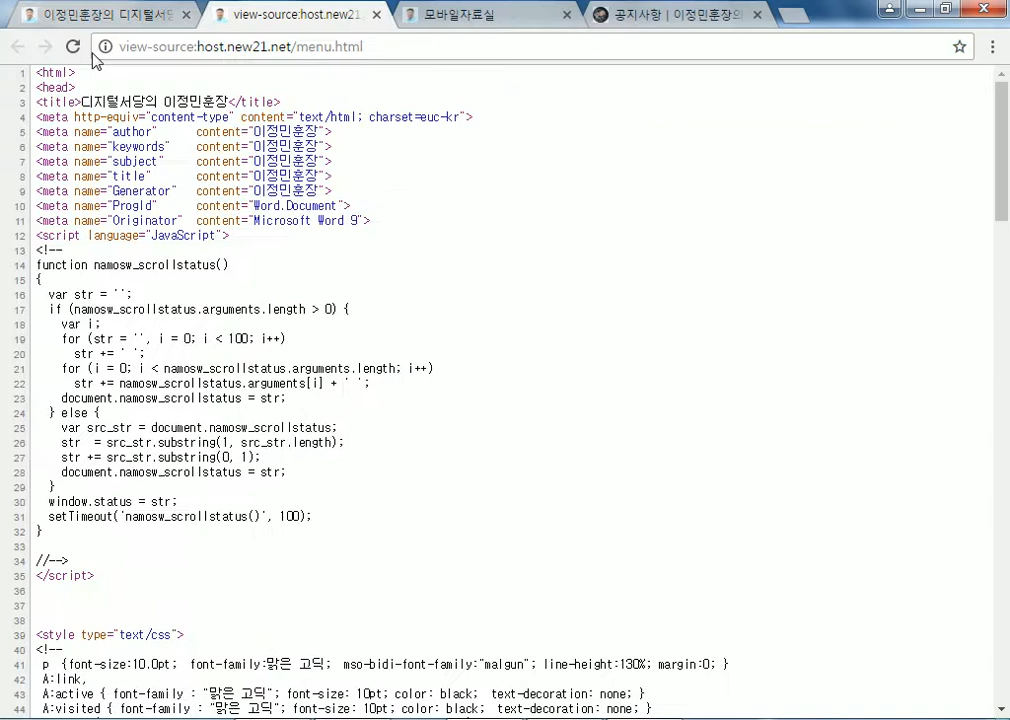 이정민훈장의 디지털서당
view-source:host.new21
모바일자료실
공지사항 | 이정민훈장의
view-source:host.new21.net/menu.html
1 <html>
2 <head>
3 <title>디지털서당의 이정민훈장</title>
4 <meta http-equiv="content-type" content="text/html; charset=euc-kr">
5 <meta name="author" content="이정민훈장">
6 <meta name="keywords" content="이정민훈장">
7 <meta name="subject" content="이정민훈장">
8 <meta name="title" content="이정민훈장">
9 <meta name="Generator" content="이정민훈장">
10 <meta name="ProgId" content="Word.Document">
11 <meta name="Originator" content="Microsoft Word 9">
12 <script language="JavaScript">
13 <!--
14 function namosw_scrollstatus()
15 {
16 var str = '';
17 if (namosw_scrollstatus.arguments.length > 0) {
18 var i;
19 for (str = '', i = 0; i < 100; i++)
20 str += ' ';
21 for (i = 0; i < namosw_scrollstatus.arguments.length; i++)
22 str += namosw_scrollstatus.arguments[i] + ' ';
23 document.namosw_scrollstatus = str;
24 } else {
25 var src_str = document.namosw_scrollstatus;
26 str = src_str.substring(1, src_str.length);
27 str += src_str.substring(0, 1);
28 document.namosw_scrollstatus = str;
29 }
30 window.status = str;
31 setTimeout('namosw_scrollstatus()', 100);
32 }
33
34 //-->
35 </script>
36
37
38
39 <style type="text/css">
40 <!--
41 p {font-size:10.0pt; font-family:맑은 고딕; mso-bidi-font-family:"malgun"; line-height:130%; margin:0; }
42 A:link,
43 A:active { font-family : "맑은 고딕"; font-size: 10pt; color: black; text-decoration: none; }
44 A:visited { font-family : "맑은 고딕"; font-size: 10pt; color: black; text-decoration: none; }